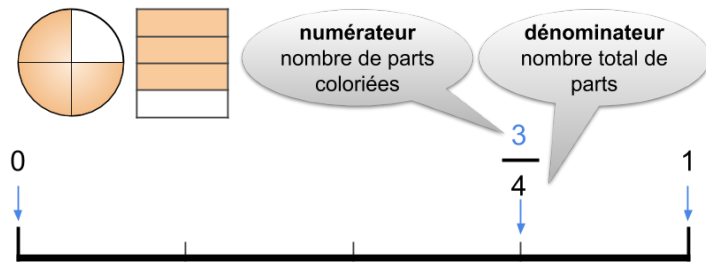 numérateur
nombre de parts
coloriées
dénominateur
nombre total de
parts
3
4
0
1